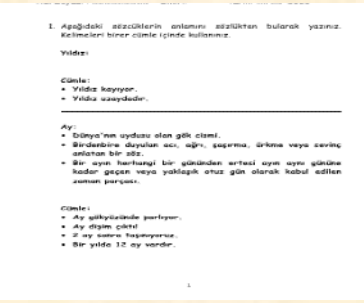 1. Aşağıdaki sözcüklerin anlamını sözlükten bularak yazınız.
Kelimeleri birer cümle içinde kullanınız.
Yıldız:
Cümle:
• Yıldız kayıyor.
• Yıldız uzaydadır.
Ay:
• Dünya'nın uydusu olan gök cismi.
• Birdenbire duyulan acı, ağrı, şaşırma, ürkme veya sevinç
anlatan bir söz.
• Bir ayın herhangi bir gününden ertesi ayın aynı gününe
kadar geçen veya yaklaşık otuz gün olarak kabul edilen
zaman parçası.
Cümle:
• Ay gökyüzünde parlıyor.
• Ay dişim çıktı!
• 2 ay sonra taşınıyoruz.
• Bir yılda 12 ay vardır.
1